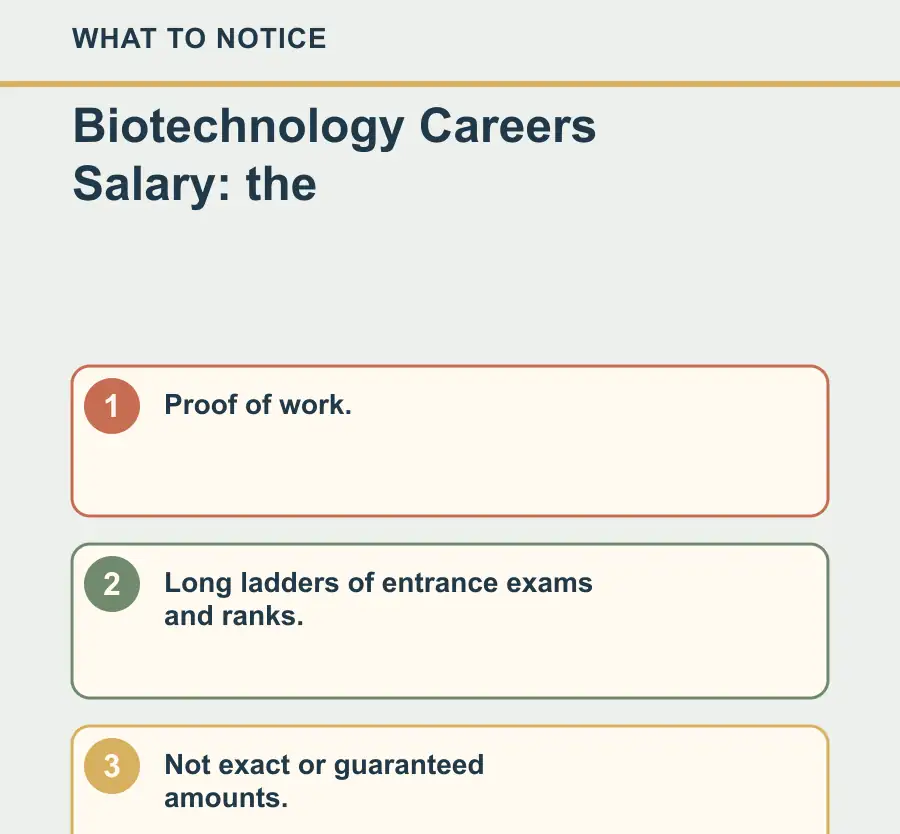 WHAT TO NOTICE
Biotechnology Careers
Salary: the
1
Proof of work.
2
Long ladders of entrance exams
and ranks.
3
Not exact or guaranteed
amounts.